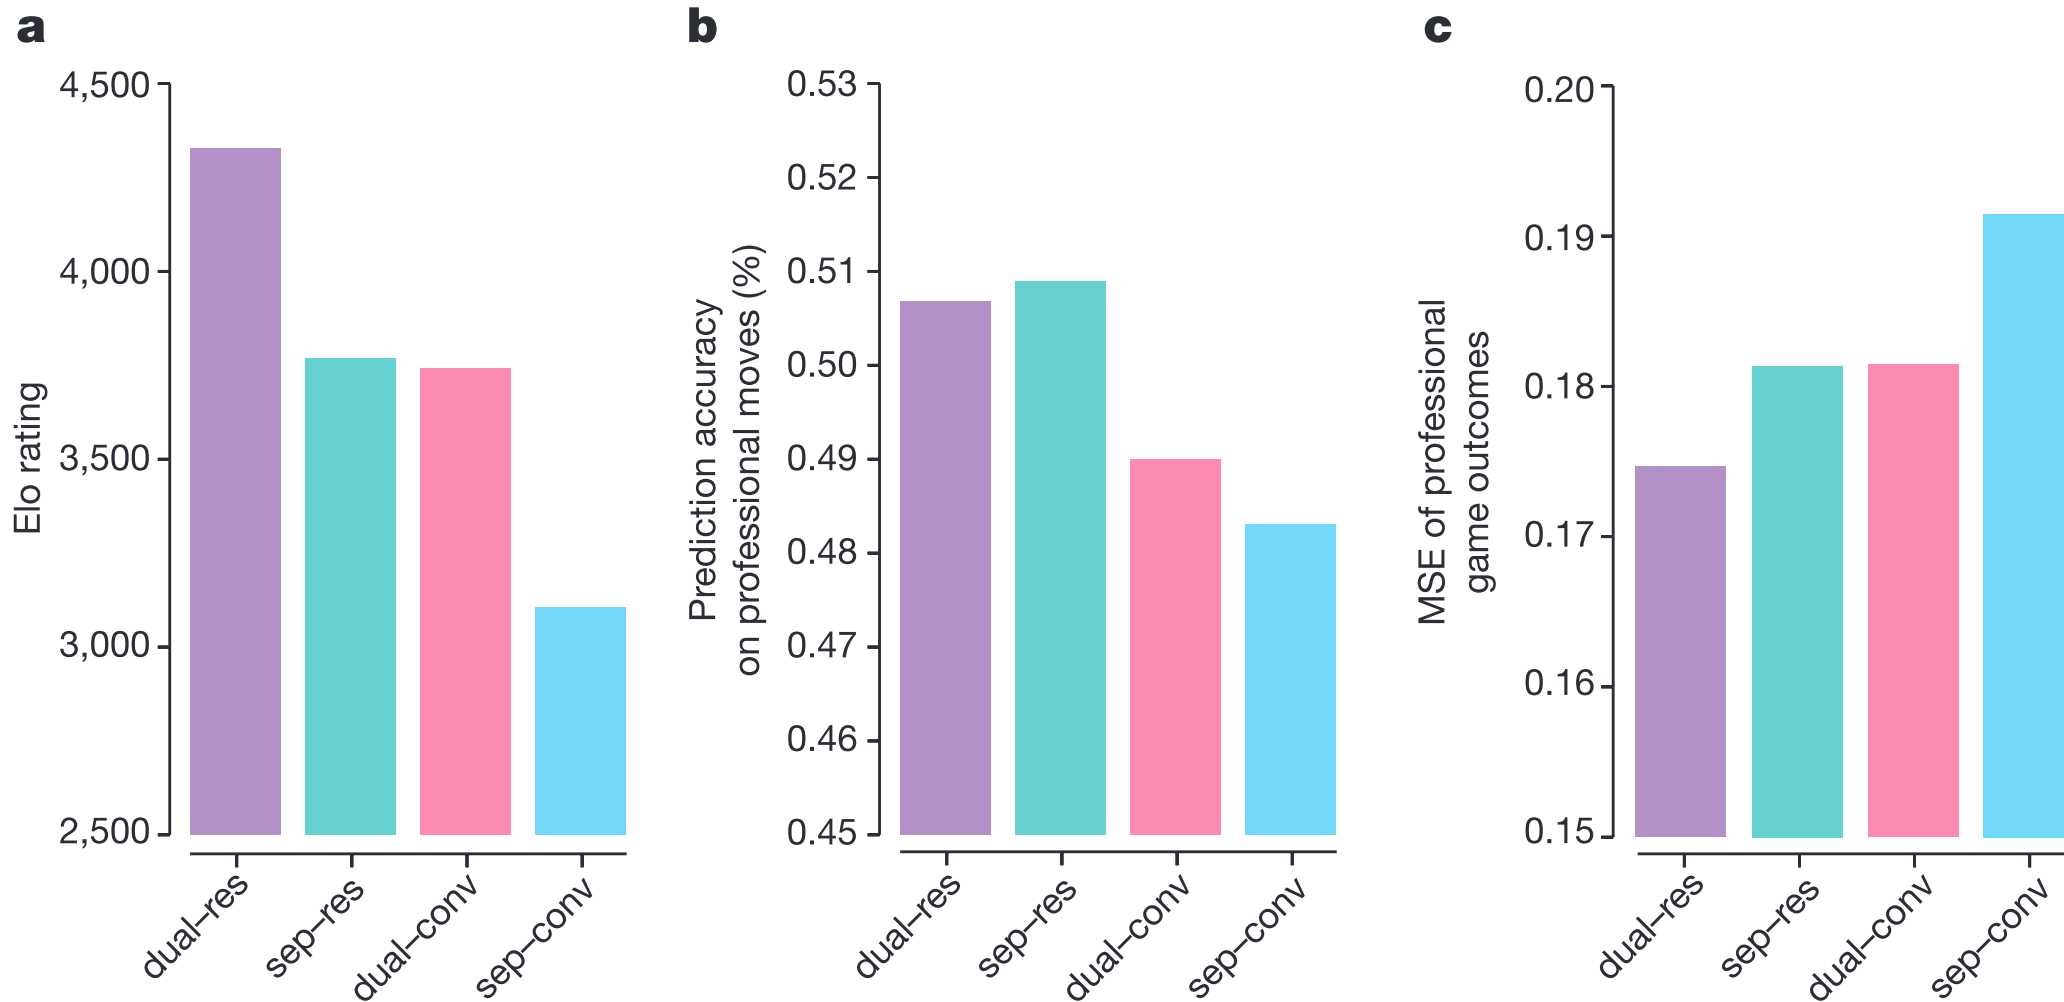 a
4,500
4,000
3,500
3,000
2,500
Elo rating
dual–res
sep–res
dual–conv
sep–conv
b
0.53
0.52
0.51
0.50
0.49
0.48
0.47
0.46
0.45
Prediction accuracy
on professional moves (%)
dual–res
sep–res
dual–conv
sep–conv
c
0.20
0.19
0.18
0.17
0.16
0.15
MSE of professional
game outcomes
dual–res
sep–res
dual–conv
sep–conv